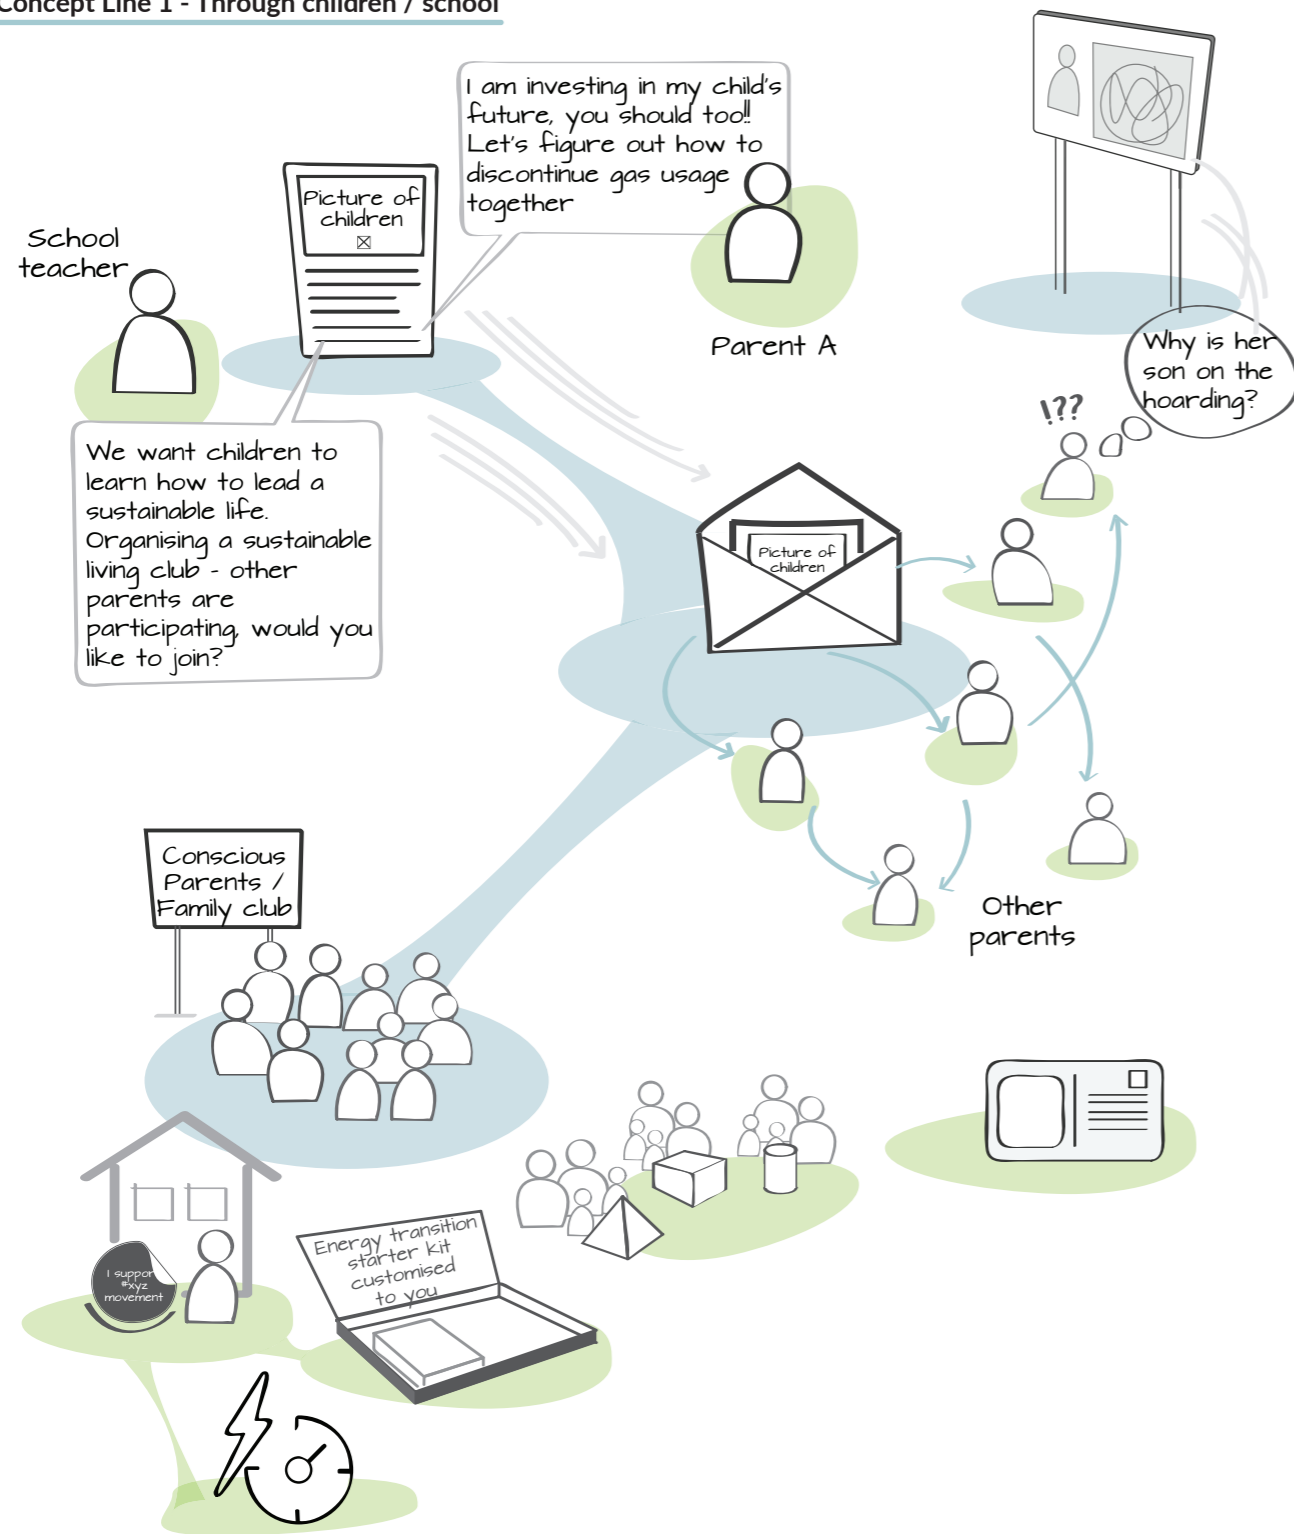 Concept Line 1 - Through children / school
I am investing in my child's
future, you should too!!
Let's figure out how to
discontinue gas usage
together
Picture of
children
School
teacher
Parent A
Why is her
son on the
hoarding?
!??
We want children to
learn how to lead a
sustainable life.
Organising a sustainable
living club - other
parents are
participating, would you
like to join?
Picture of
children
Conscious
Parents /
Family club
Other
parents
Energy transition
starter kit
customised
to you
I suppor
#xyz
movement